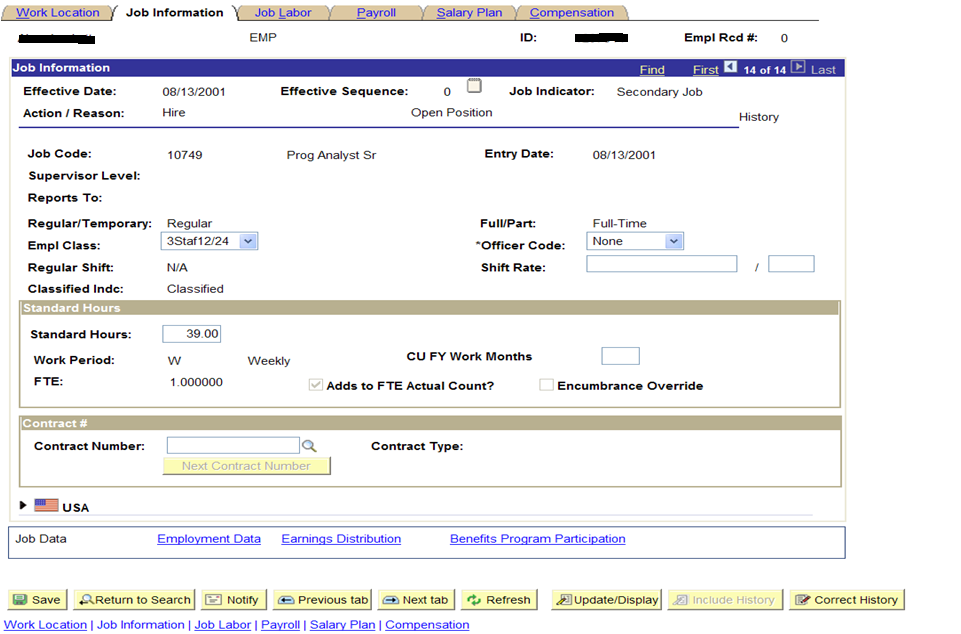 Work Location Job Information Job Labor Payroll Salary Plan Compensation
EMP ID: Empl Rcd #: 0
Job Information Find First 14 of 14 Last
Effective Date: 08/13/2001 Effective Sequence: 0 Job Indicator: Secondary Job
Action / Reason: Hire Open Position History
Job Code: 10749 Prog Analyst Sr Entry Date: 08/13/2001
Supervisor Level:
Reports To:
Regular/Temporary: Regular Full/Part: Full-Time
Empl Class: 3Staf12/24 *Officer Code: None
Regular Shift: N/A Shift Rate: /
Classified Indc: Classified
Standard Hours
Standard Hours: 39.00
Work Period: W Weekly CU FY Work Months
FTE: 1.000000 Adds to FTE Actual Count? Encumbrance Override
Contract #
Contract Number: Contract Type:
Next Contract Number
USA
Job Data Employment Data Earnings Distribution Benefits Program Participation
Save Return to Search Notify Previous tab Next tab Refresh Update/Display Include History Correct History
Work Location | Job Information | Job Labor | Payroll | Salary Plan | Compensation